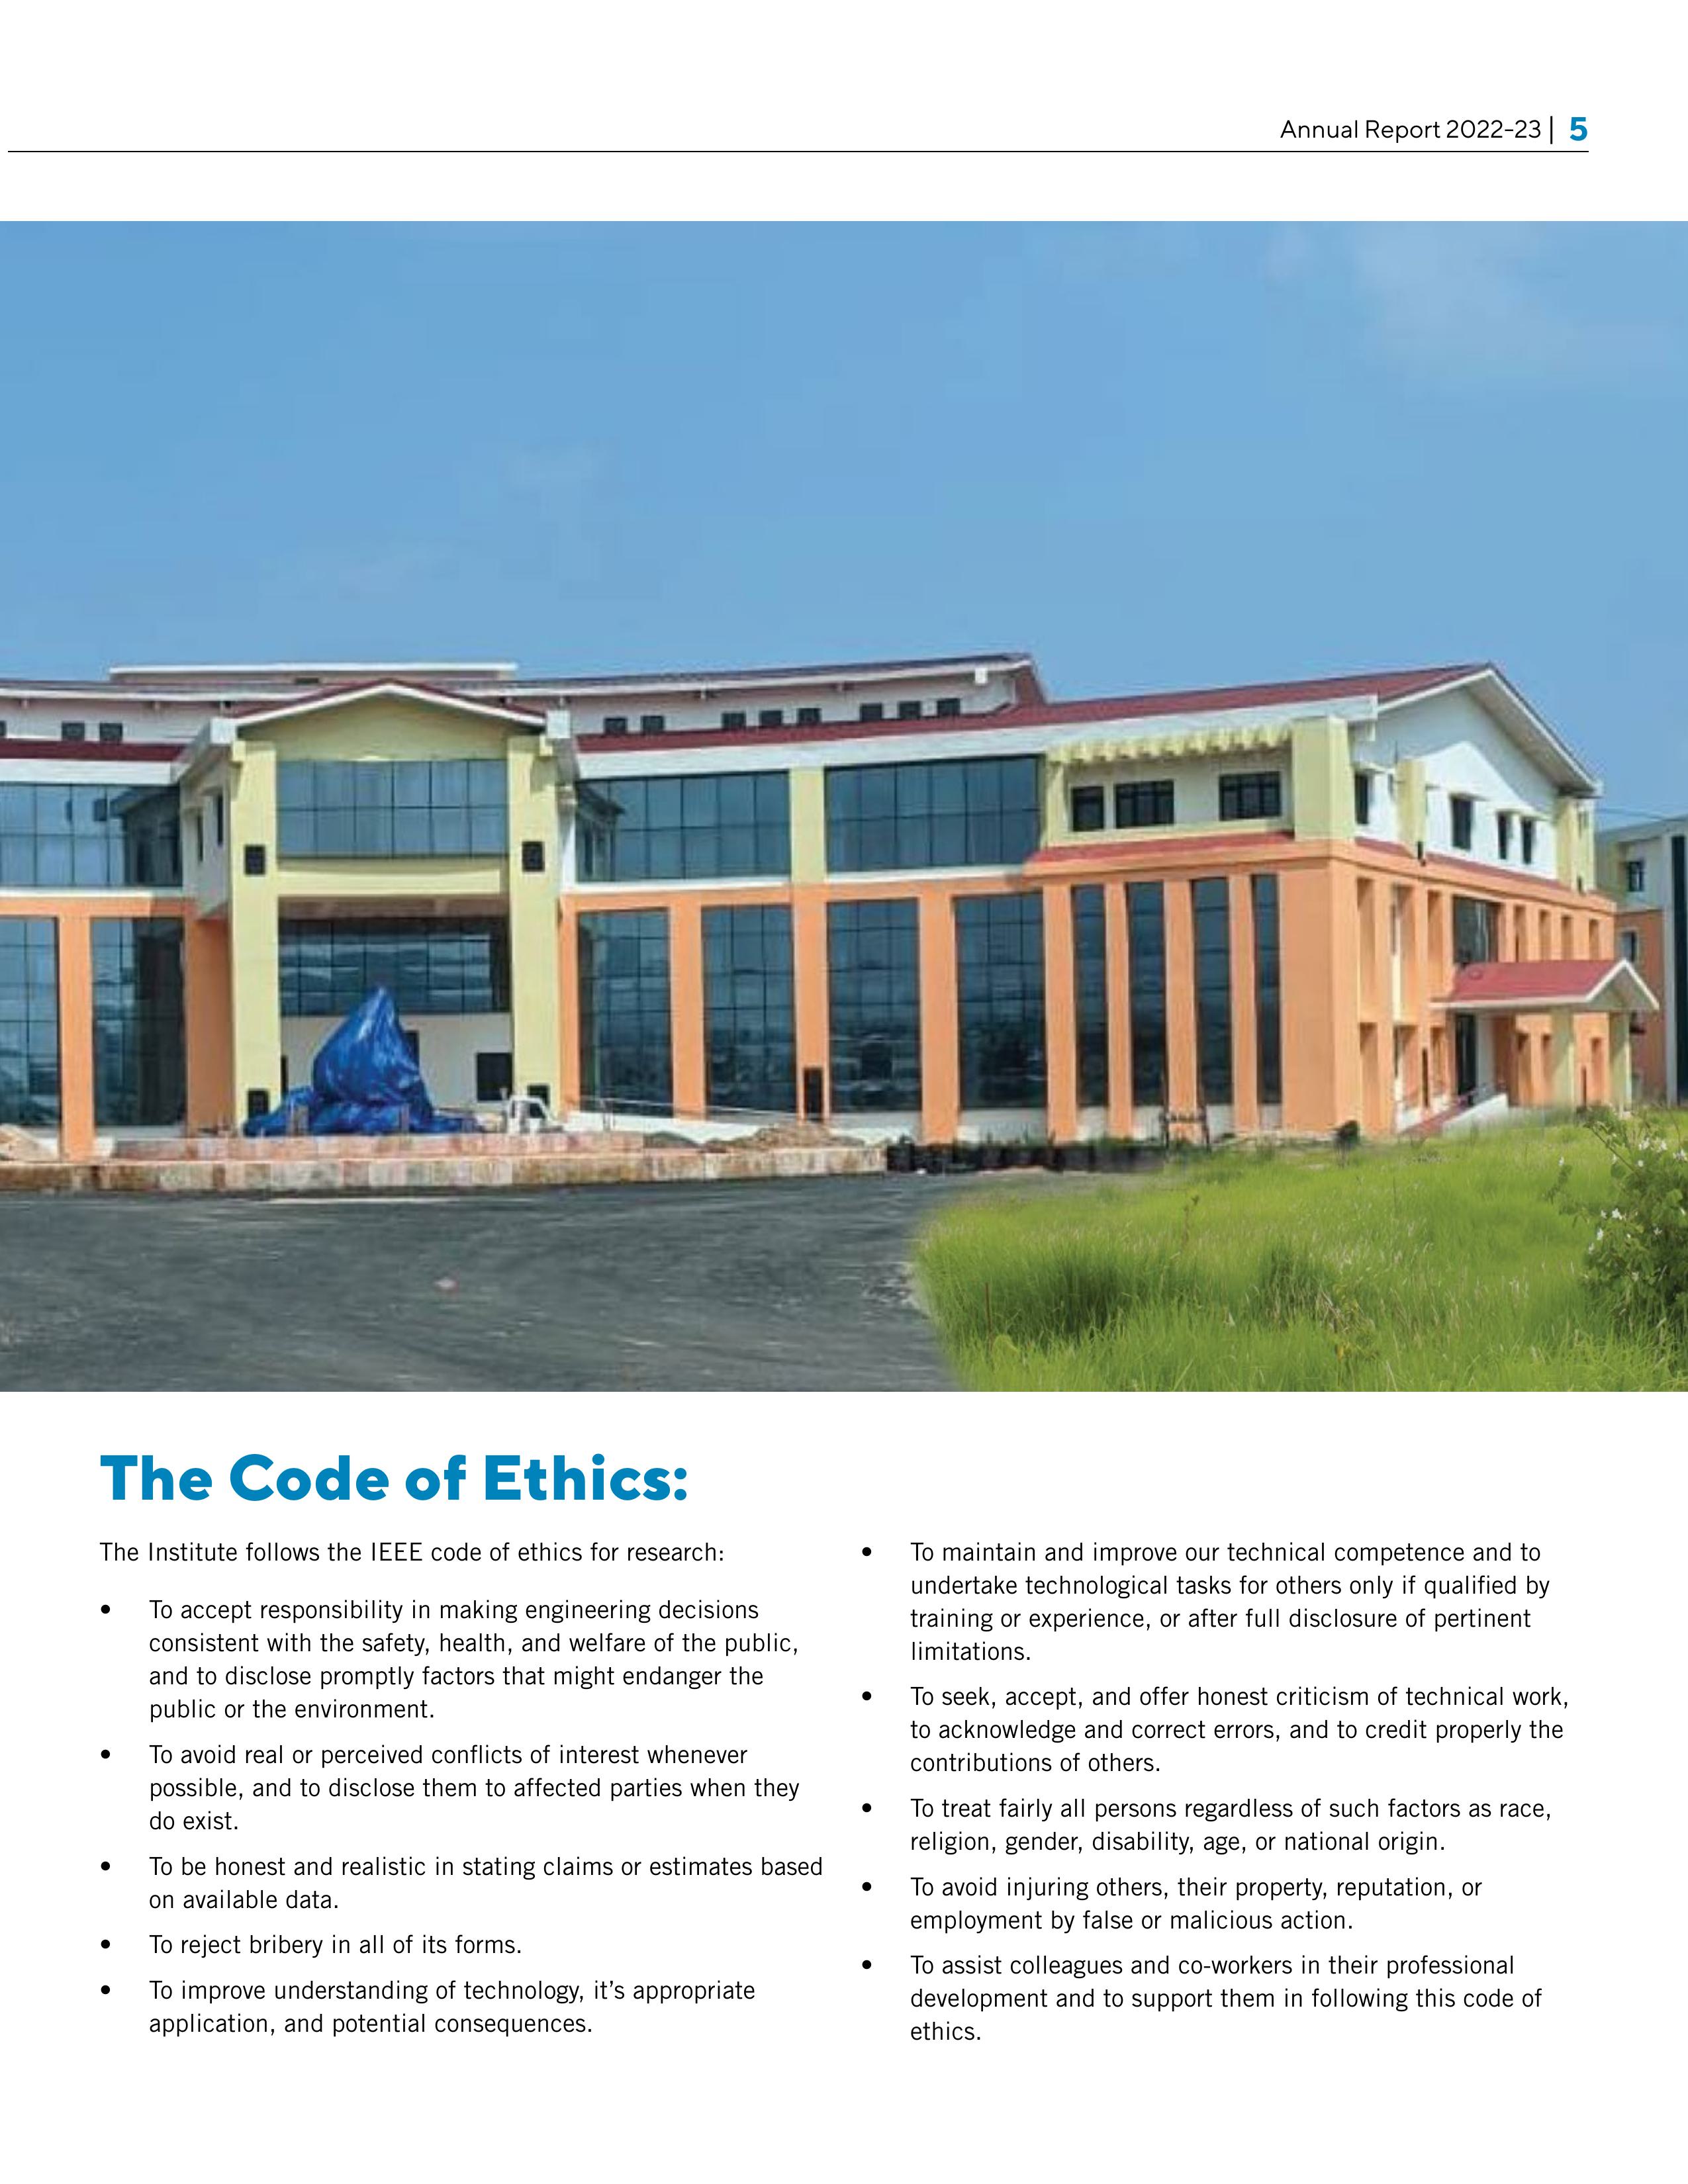 Annual Report 2022-23 | 5
The Code of Ethics:
The Institute follows the IEEE code of ethics for research:
• To accept responsibility in making engineering decisions
consistent with the safety, health, and welfare of the public,
and to disclose promptly factors that might endanger the
public or the environment.
• To avoid real or perceived conflicts of interest whenever
possible, and to disclose them to affected parties when they
do exist.
• To be honest and realistic in stating claims or estimates based
on available data.
• To reject bribery in all of its forms.
• To improve understanding of technology, it's appropriate
application, and potential consequences.
• To maintain and improve our technical competence and to
undertake technological tasks for others only if qualified by
training or experience, or after full disclosure of pertinent
limitations.
• To seek, accept, and offer honest criticism of technical work,
to acknowledge and correct errors, and to credit properly the
contributions of others.
• To treat fairly all persons regardless of such factors as race,
religion, gender, disability, age, or national origin.
• To avoid injuring others, their property, reputation, or
employment by false or malicious action.
• To assist colleagues and co-workers in their professional
development and to support them in following this code of
ethics.